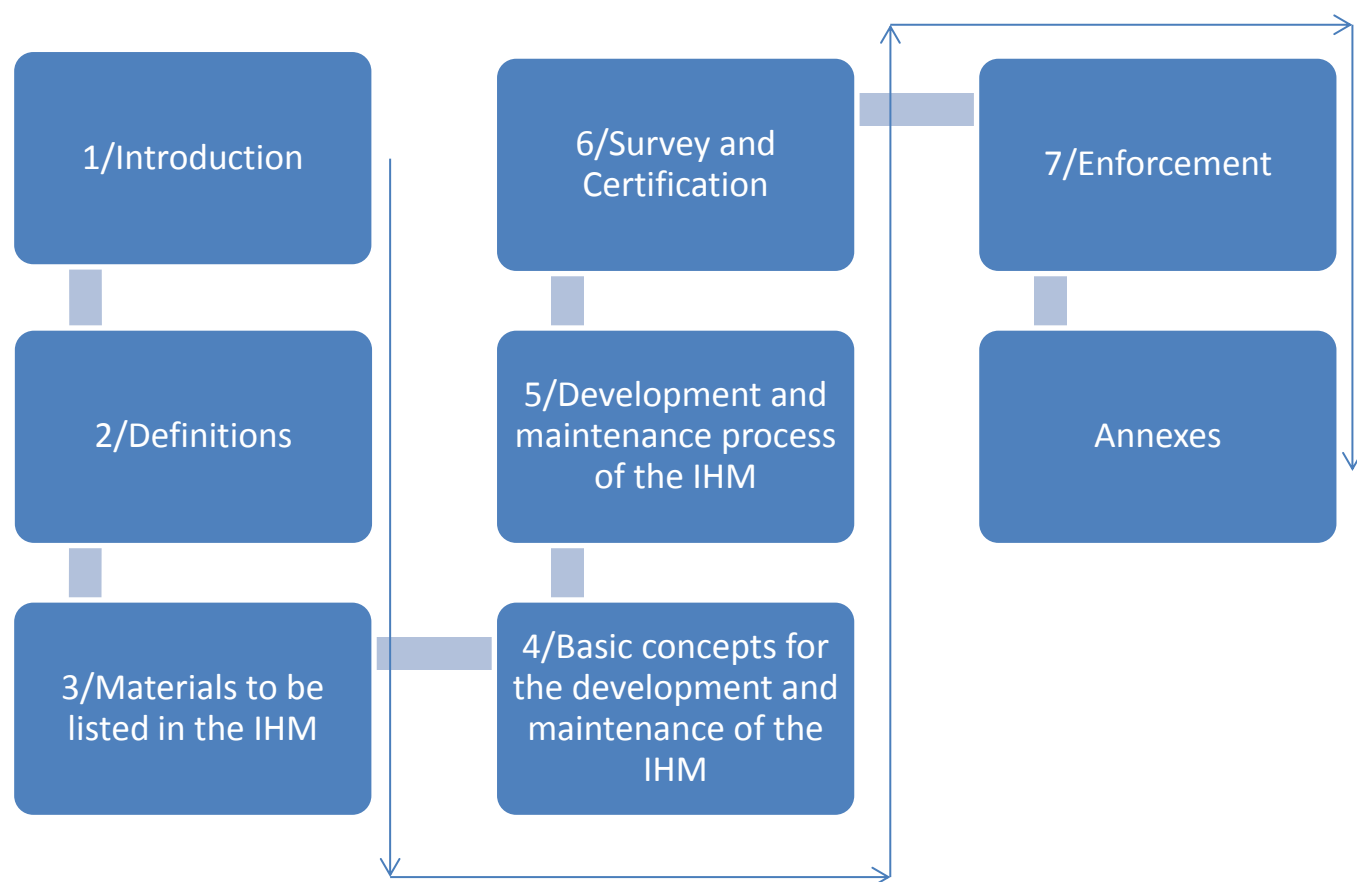 1/Introduction
2/Definitions
3/Materials to be
listed in the IHM
4/Basic concepts for
the development and
maintenance of the
IHM
5/Development and
maintenance process
of the IHM
6/Survey and
Certification
7/Enforcement
Annexes